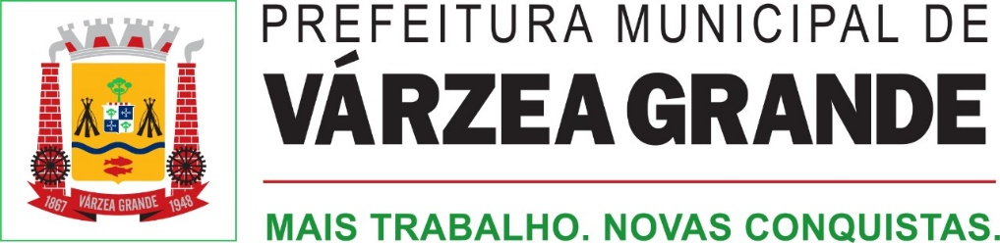 PREFEITURA MUNICIPAL DE
VÁRZEA GRANDE
MAIS TRABALHO. NOVAS CONQUISTAS.
1867 VÁRZEA GRANDE 1948